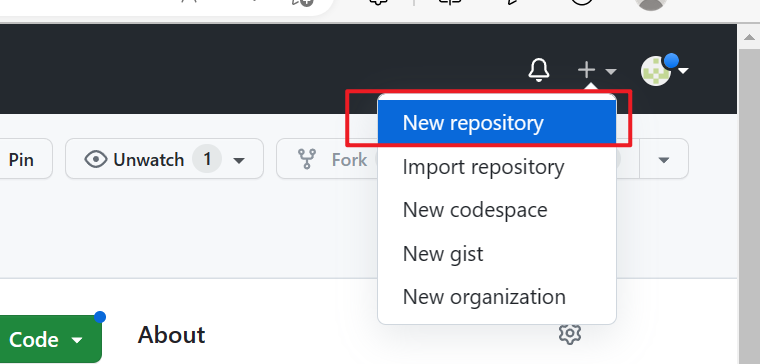 New repository
Pin
Unwatch 1
Fork
Import repository
New codespace
New gist
New organization
Code
About